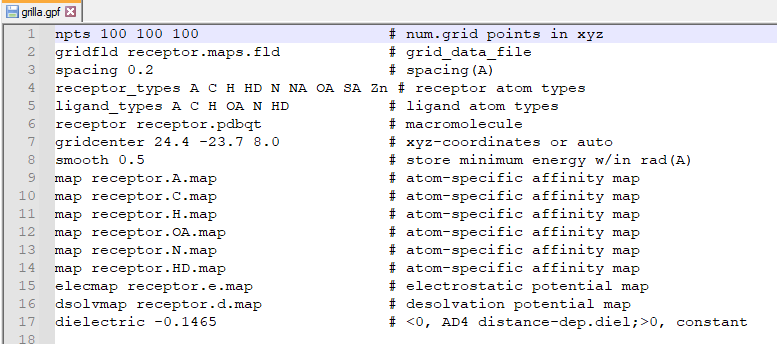 grilla.gpf
1 npts 100 100 100 # num.grid points in xyz
2 gridfld receptor.maps.fld # grid_data_file
3 spacing 0.2 # spacing(A)
4 receptor_types A C H HD N NA OA SA Zn # receptor atom types
5 ligand_types A C H OA N HD # ligand atom types
6 receptor receptor.pdbqt # macromolecule
7 gridcenter 24.4 -23.7 8.0 # xyz-coordinates or auto
8 smooth 0.5 # store minimum energy w/in rad(A)
9 map receptor.A.map # atom-specific affinity map
10 map receptor.C.map # atom-specific affinity map
11 map receptor.H.map # atom-specific affinity map
12 map receptor.OA.map # atom-specific affinity map
13 map receptor.N.map # atom-specific affinity map
14 map receptor.HD.map # atom-specific affinity map
15 elecmap receptor.e.map # electrostatic potential map
16 dsolvmap receptor.d.map # desolvation potential map
17 dielectric -0.1465 # <0, AD4 distance-dep.diel;>0, constant
18